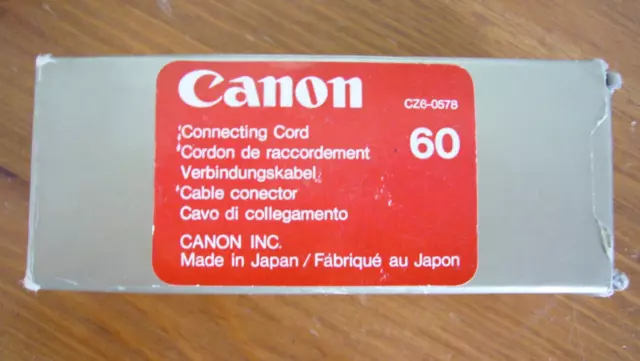 Canon
CZ6-0578
Connecting Cord
Cordon de raccordement
60
Verbindungskabel
Cable conector
Cavo di collegamento
CANON INC.
Made in Japan/Fábriqué au Japon